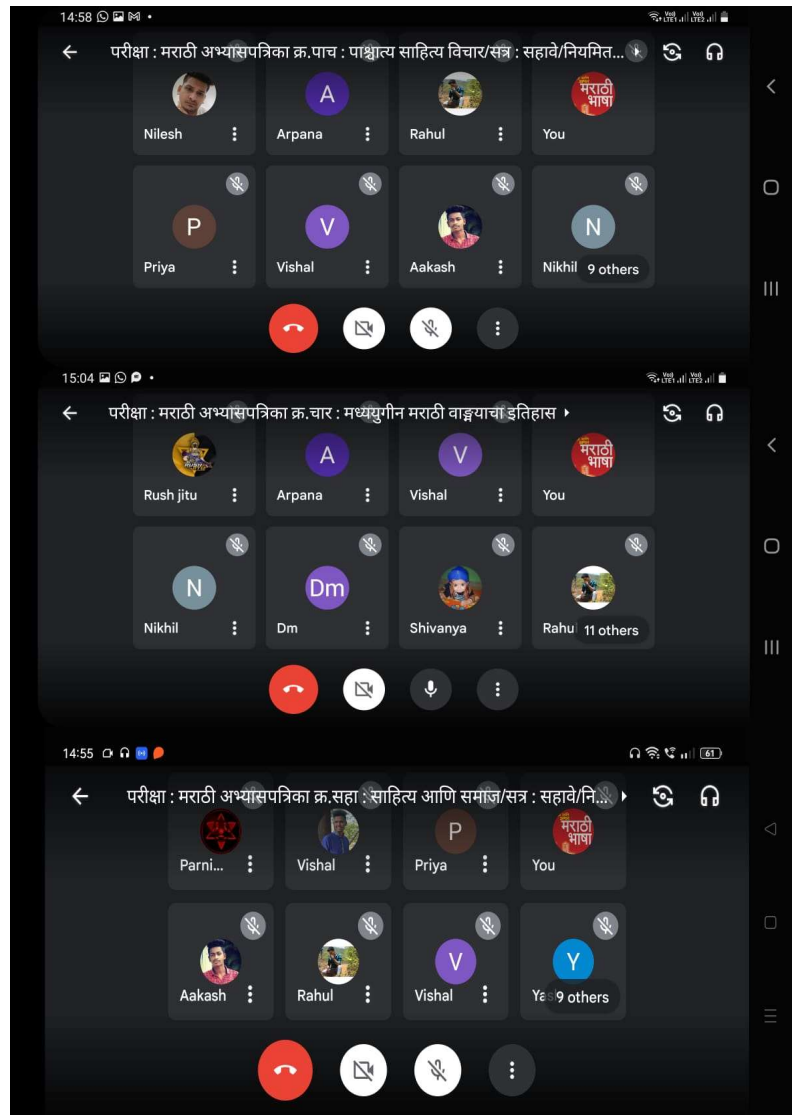 14:58
परीक्षा : मराठी अभ्यासपत्रिका क्र.पाच : पाश्चात्य साहित्य विचार/सत्र : सहावे/नियमित...
A
मराठी
भाषा
Nilesh Arpana Rahul You
P V N
Priya Vishal Aakash Nikhil 9 others
15:04
परीक्षा : मराठी अभ्यासपत्रिका क्र.चार : मध्ययुगीन मराठी वाङ्मयाचा इतिहास
A V
मराठी
भाषा
Rush jitu Arpana Vishal You
N Dm
Nikhil Dm Shivanya Rahu 11 others
14:55 61
परीक्षा : मराठी अभ्यासपत्रिका क्र.सहा : साहित्य आणि समाज/सत्र : सहावे/नि...
P
मराठी
भाषा
Parni... Vishal Priya You
V Y
Aakash Rahul Vishal Yas 9 others